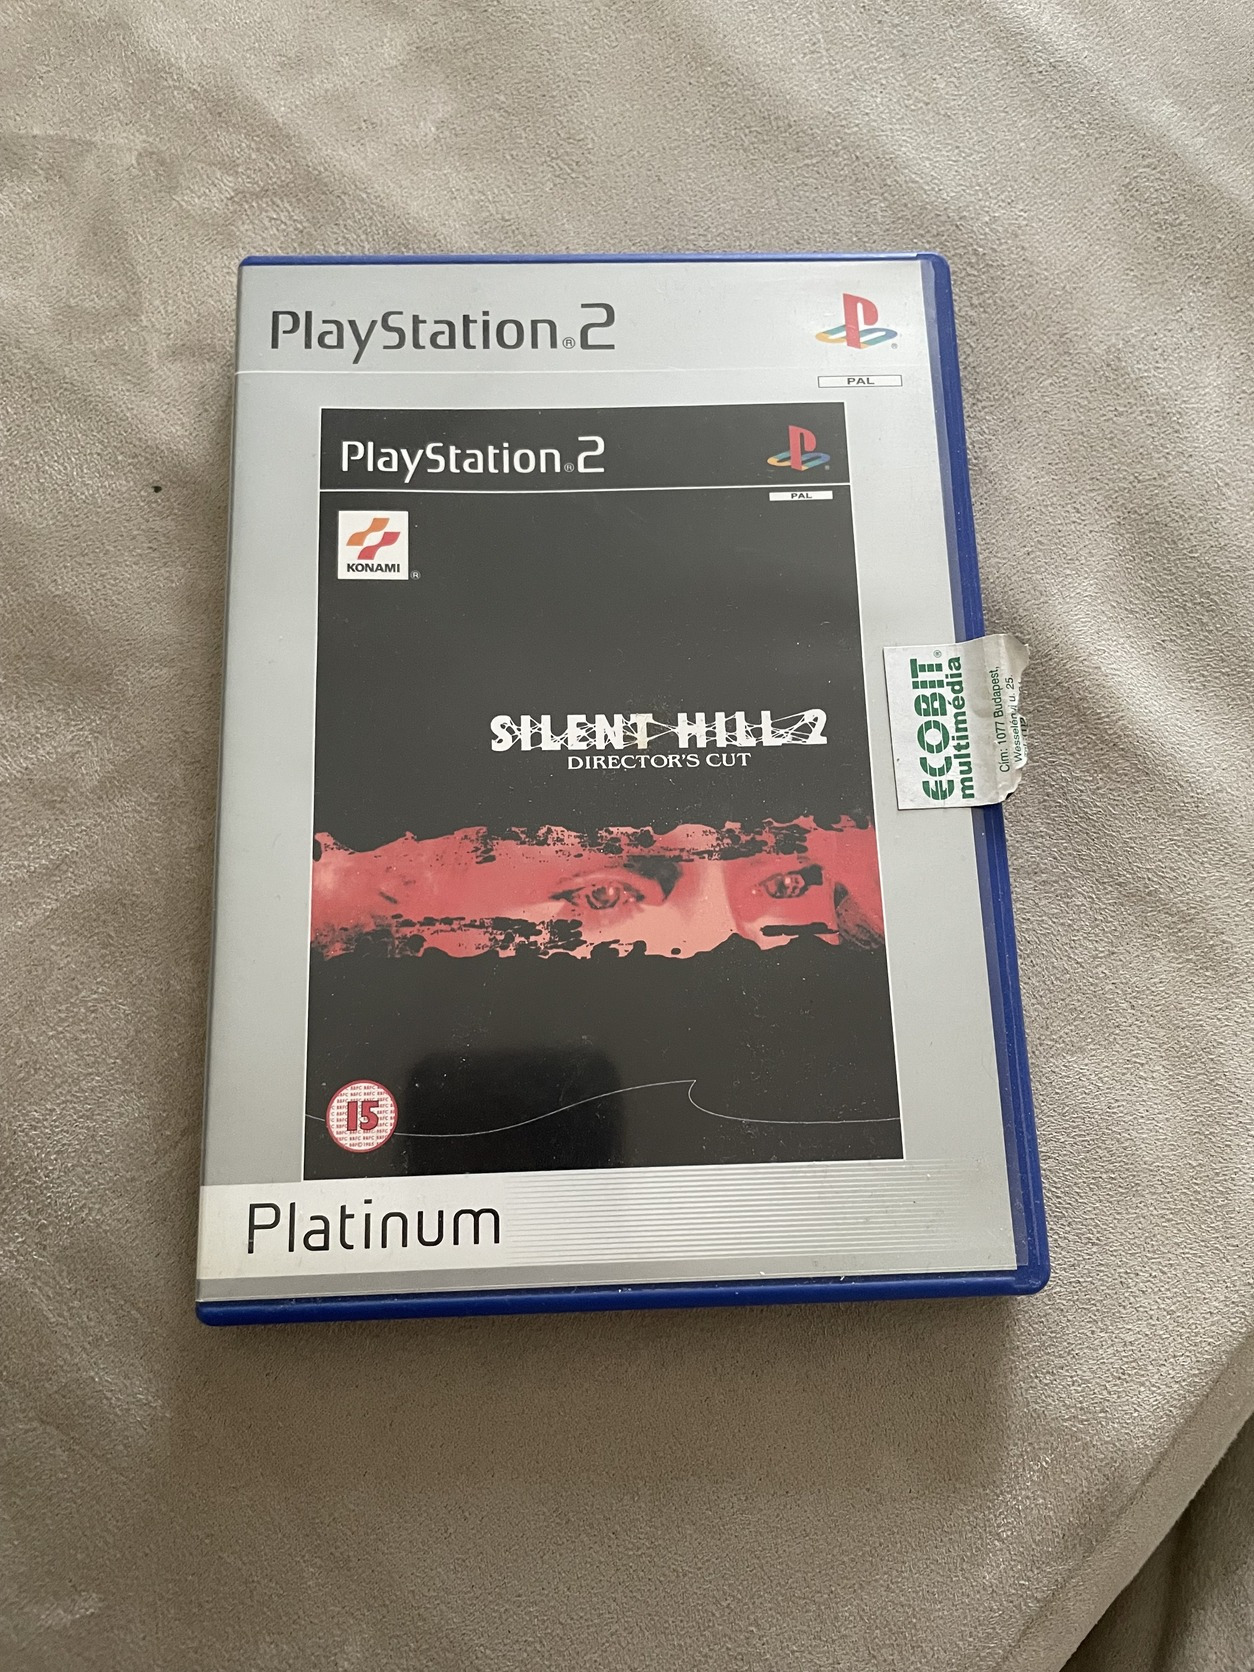 PlayStation®2
PAL
PlayStation®2
PAL
KONAMI®
SILENT HILL 2
DIRECTOR'S CUT
ECOBIT®
multimédia
Cím: 1077 Budapest,
Wesselényi u. 25
15
Platinum